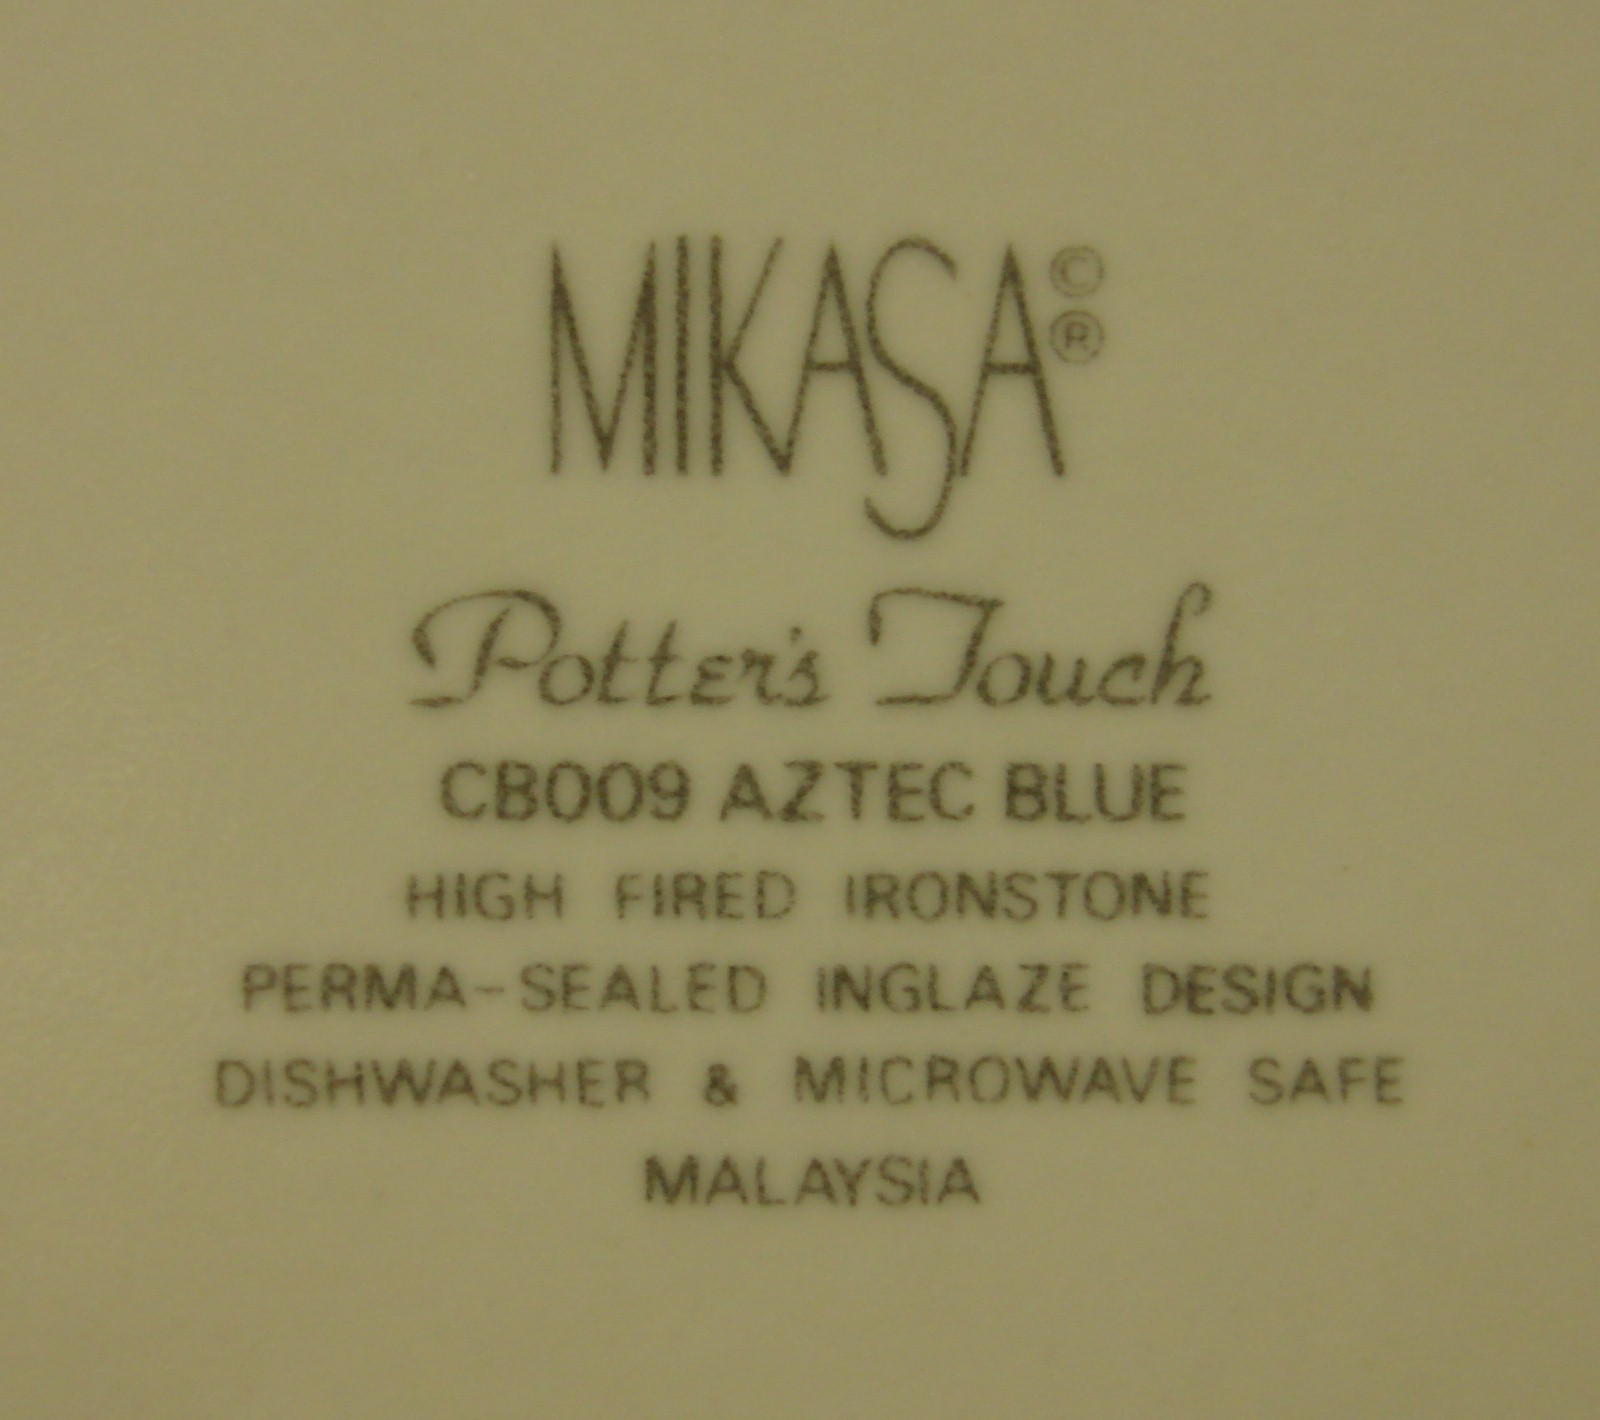 MIKASA©®
Potter's Touch
CB009 AZTEC BLUE
HIGH FIRED IRONSTONE
PERMA-SEALED INGLAZE DESIGN
DISHWASHER & MICROWAVE SAFE
MALAYSIA